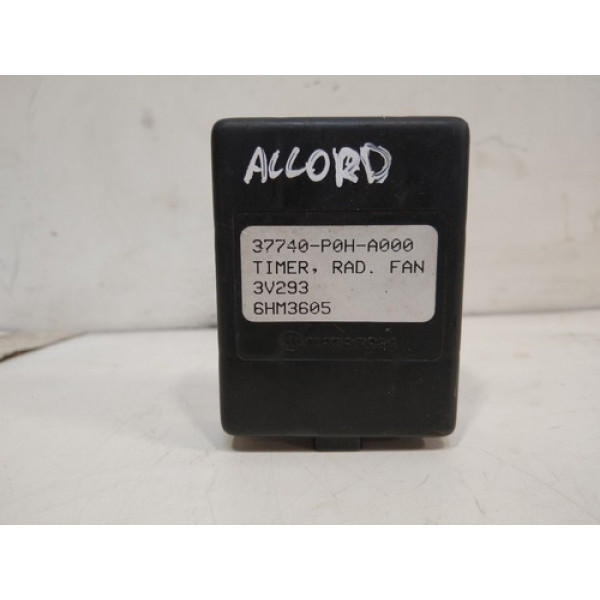 ACCORD
37740-P0H-A000
TIMER, RAD. FAN
3V293
6HM3605